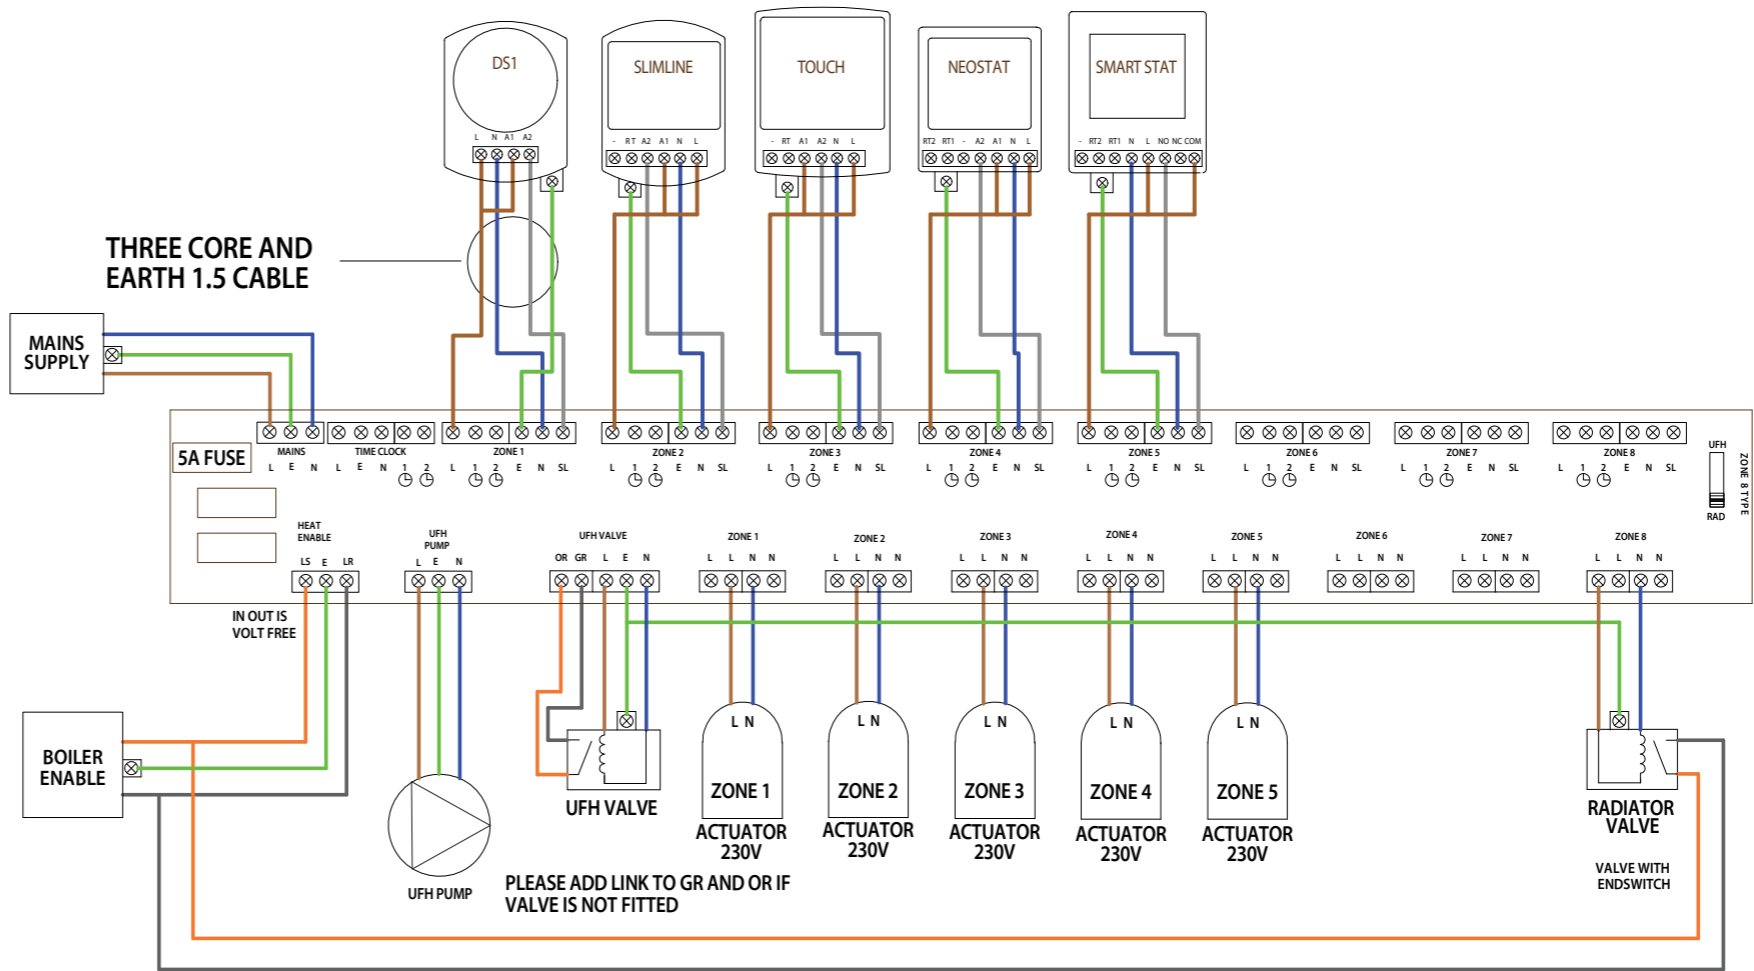 DS1
L N A1 A2
SLIMLINE
- RT A2 A1 N L
TOUCH
- RT A1 A2 N L
NEOSTAT
RT2 RT1 - A2 A1 N L
SMART STAT
- RT2 RT1 N L NO NC COM
THREE CORE AND
EARTH 1.5 CABLE
MAINS
SUPPLY
5A FUSE
MAINS
L E N
TIME CLOCK
L E N 1 2
ZONE 1
L 1 2 E N SL
ZONE 2
L 1 2 E N SL
ZONE 3
L 1 2 E N SL
ZONE 4
L 1 2 E N SL
ZONE 5
L 1 2 E N SL
ZONE 6
L 1 2 E N SL
ZONE 7
L 1 2 E N SL
ZONE 8
L 1 2 E N SL
UFH
RAD
ZONE 8 TYPE
HEAT
ENABLE
LS E LR
UFH
PUMP
L E N
UFH VALVE
OR GR L E N
ZONE 1
L L N N
ZONE 2
L L N N
ZONE 3
L L N N
ZONE 4
L L N N
ZONE 5
L L N N
ZONE 6
L L N N
ZONE 7
L L N N
ZONE 8
L L N N
IN OUT IS
VOLT FREE
BOILER
ENABLE
UFH PUMP
UFH VALVE
L N
ZONE 1
ACTUATOR
230V
L N
ZONE 2
ACTUATOR
230V
L N
ZONE 3
ACTUATOR
230V
L N
ZONE 4
ACTUATOR
230V
L N
ZONE 5
ACTUATOR
230V
RADIATOR
VALVE
VALVE WITH
ENDSWITCH
PLEASE ADD LINK TO GR AND OR IF
VALVE IS NOT FITTED